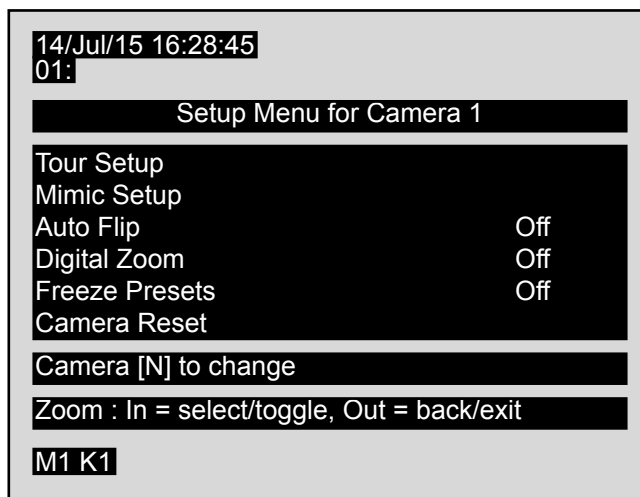 14/Jul/15 16:28:45
01:
Setup Menu for Camera 1
Tour Setup
Mimic Setup
Auto Flip Off
Digital Zoom Off
Freeze Presets Off
Camera Reset
Camera [N] to change
Zoom : In = select/toggle, Out = back/exit
M1 K1